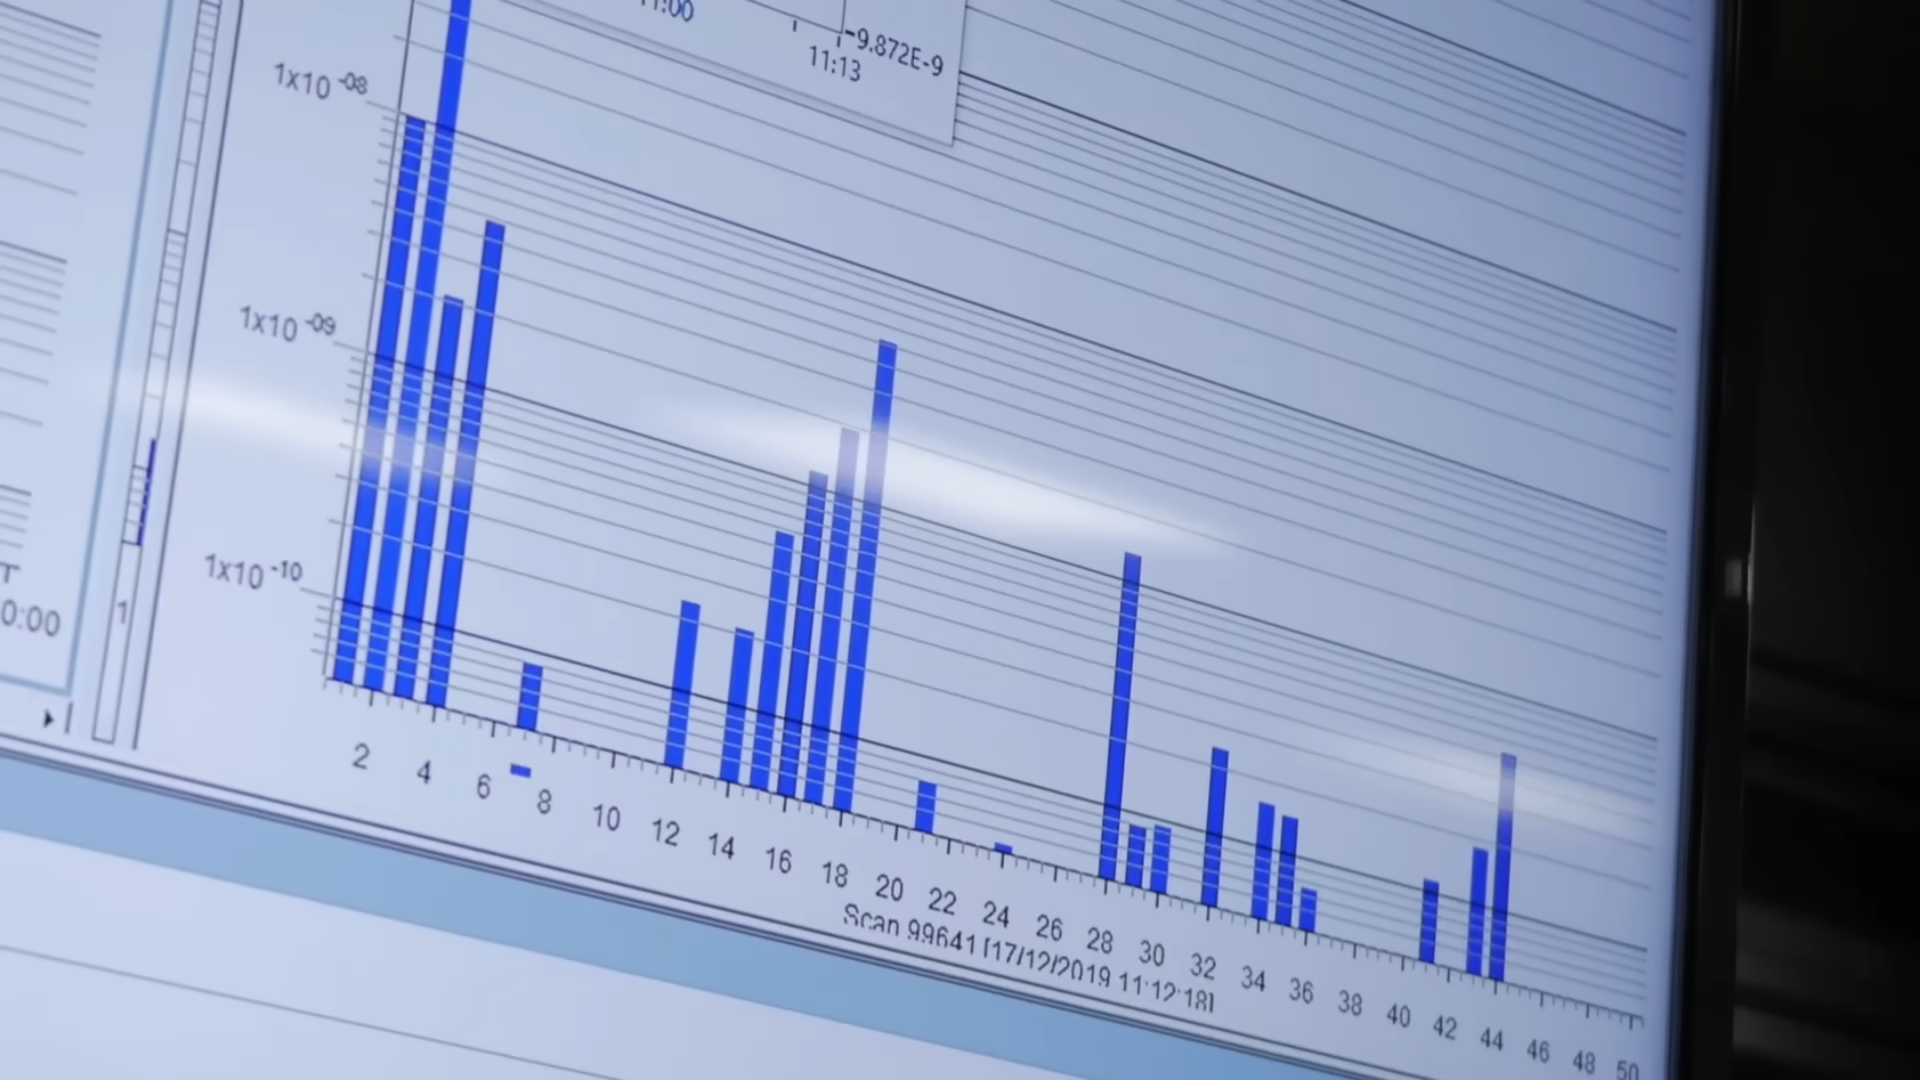 -9.872E-9
11:13
1x10 -08
1x10 -09
1x10 -10
T
0:00
1
2 4 6 8 10 12 14 16 18 20 22 24 26 28 30 32 34 36 38 40 42 44 46 48 50
Scan 99641 [17/12/2019 11:12:18]